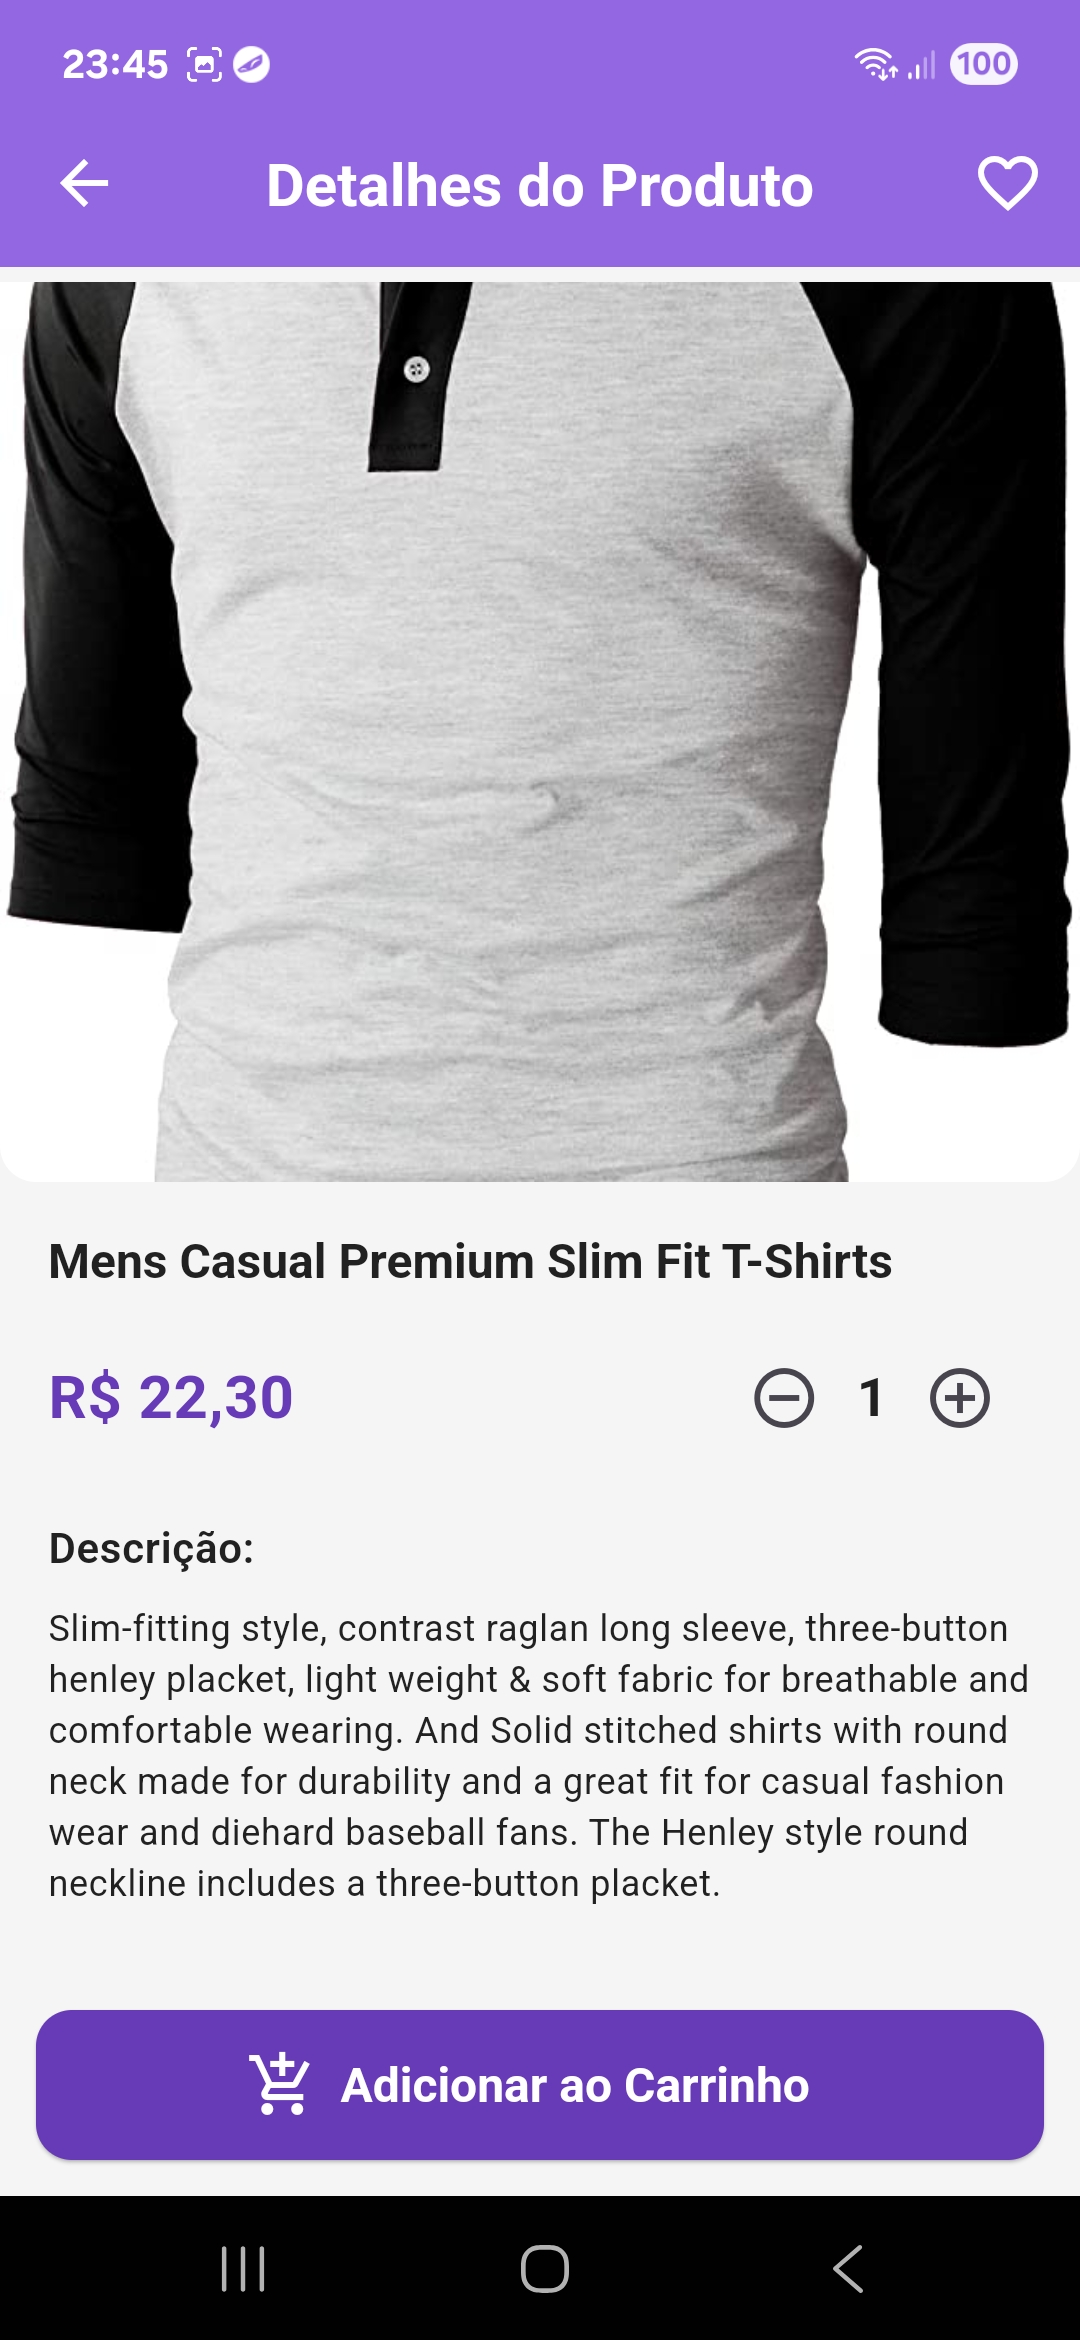 23:45
100
Detalhes do Produto
Mens Casual Premium Slim Fit T-Shirts
R$ 22,30
1
Descrição:
Slim-fitting style, contrast raglan long sleeve, three-button
henley placket, light weight & soft fabric for breathable and
comfortable wearing. And Solid stitched shirts with round
neck made for durability and a great fit for casual fashion
wear and diehard baseball fans. The Henley style round
neckline includes a three-button placket.
Adicionar ao Carrinho